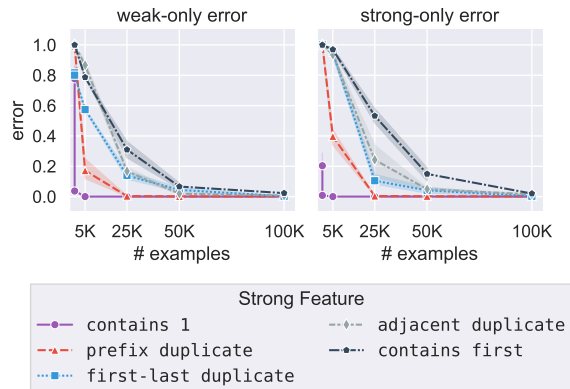 weak-only error
strong-only error
error
1.0
0.8
0.6
0.4
0.2
0.0
5K 25K 50K 100K
5K 25K 50K 100K
# examples
# examples
Strong Feature
contains 1
prefix duplicate
first-last duplicate
adjacent duplicate
contains first